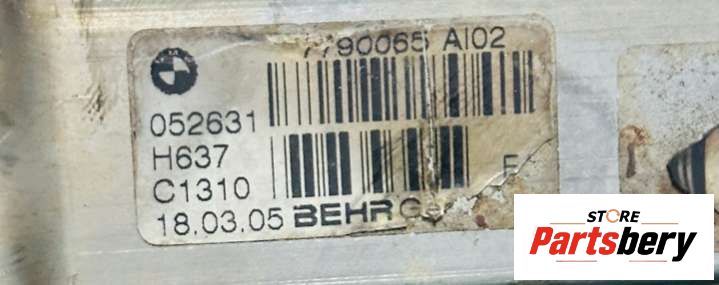 7790065 AI02
052631
H637
C1310
F
18.03.05 BEHR
STORE
Partsbery